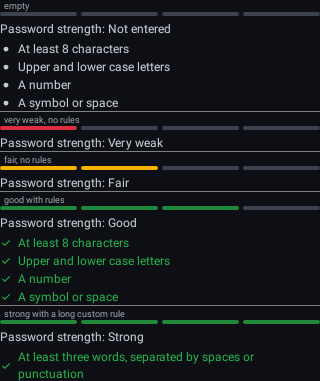 empty
Password strength: Not entered
At least 8 characters
Upper and lower case letters
A number
A symbol or space
very weak, no rules
Password strength: Very weak
fair, no rules
Password strength: Fair
good with rules
Password strength: Good
At least 8 characters
Upper and lower case letters
A number
A symbol or space
strong with a long custom rule
Password strength: Strong
At least three words, separated by spaces or
punctuation